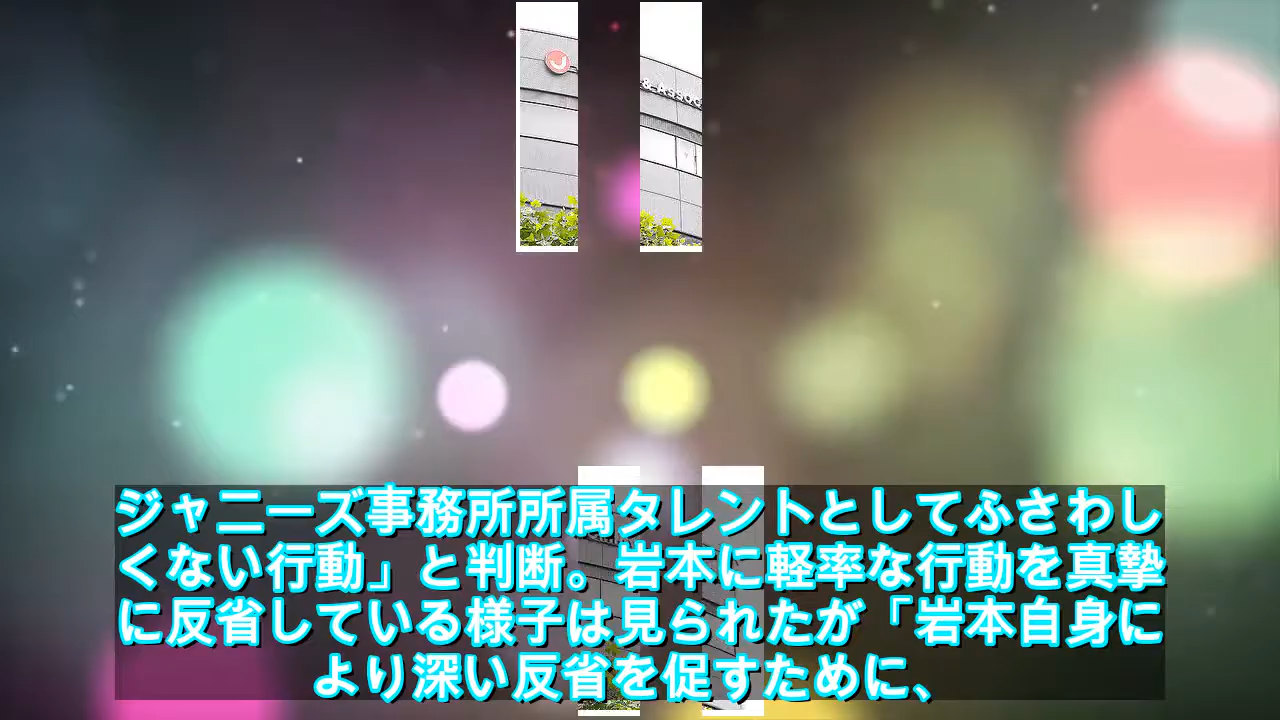 J
& ASSOC
ジャニーズ事務所所属タレントとしてふさわし
くない行動」と判断。岩本に軽率な行動を真摯
に反省している様子は見られたが「岩本自身に
より深い反省を促すために、